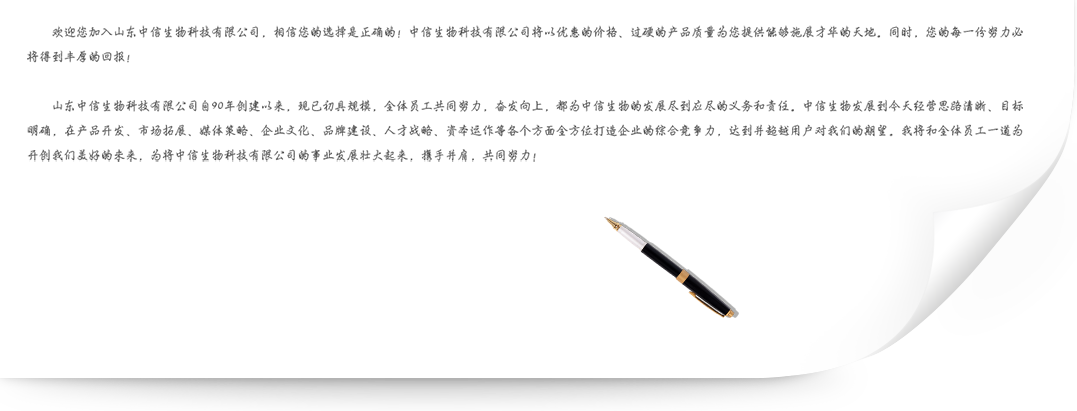 欢迎您加入山东中信生物科技有限公司，相信您的选择是正确的！中信生物科技有限公司将以优惠的价格、过硬的产品质量为您提供能够施展才华的天地。同时，您的每一份努力必
将得到丰厚的回报！
山东中信生物科技有限公司自90年创建以来，现已初具规模，全体员工共同努力，奋发向上，都为中信生物的发展尽到应尽的义务和责任。中信生物发展到今天经营思路清晰、目标
明确，在产品开发、市场拓展、媒体策略、企业文化、品牌建设、人才战略、资本运作等各个方面全方位打造企业的综合竞争力，达到并超越用户对我们的期望。我将和全体员工一道为
开创我们美好的未来，为将中信生物科技有限公司的事业发展壮大起来，携手并肩，共同努力！